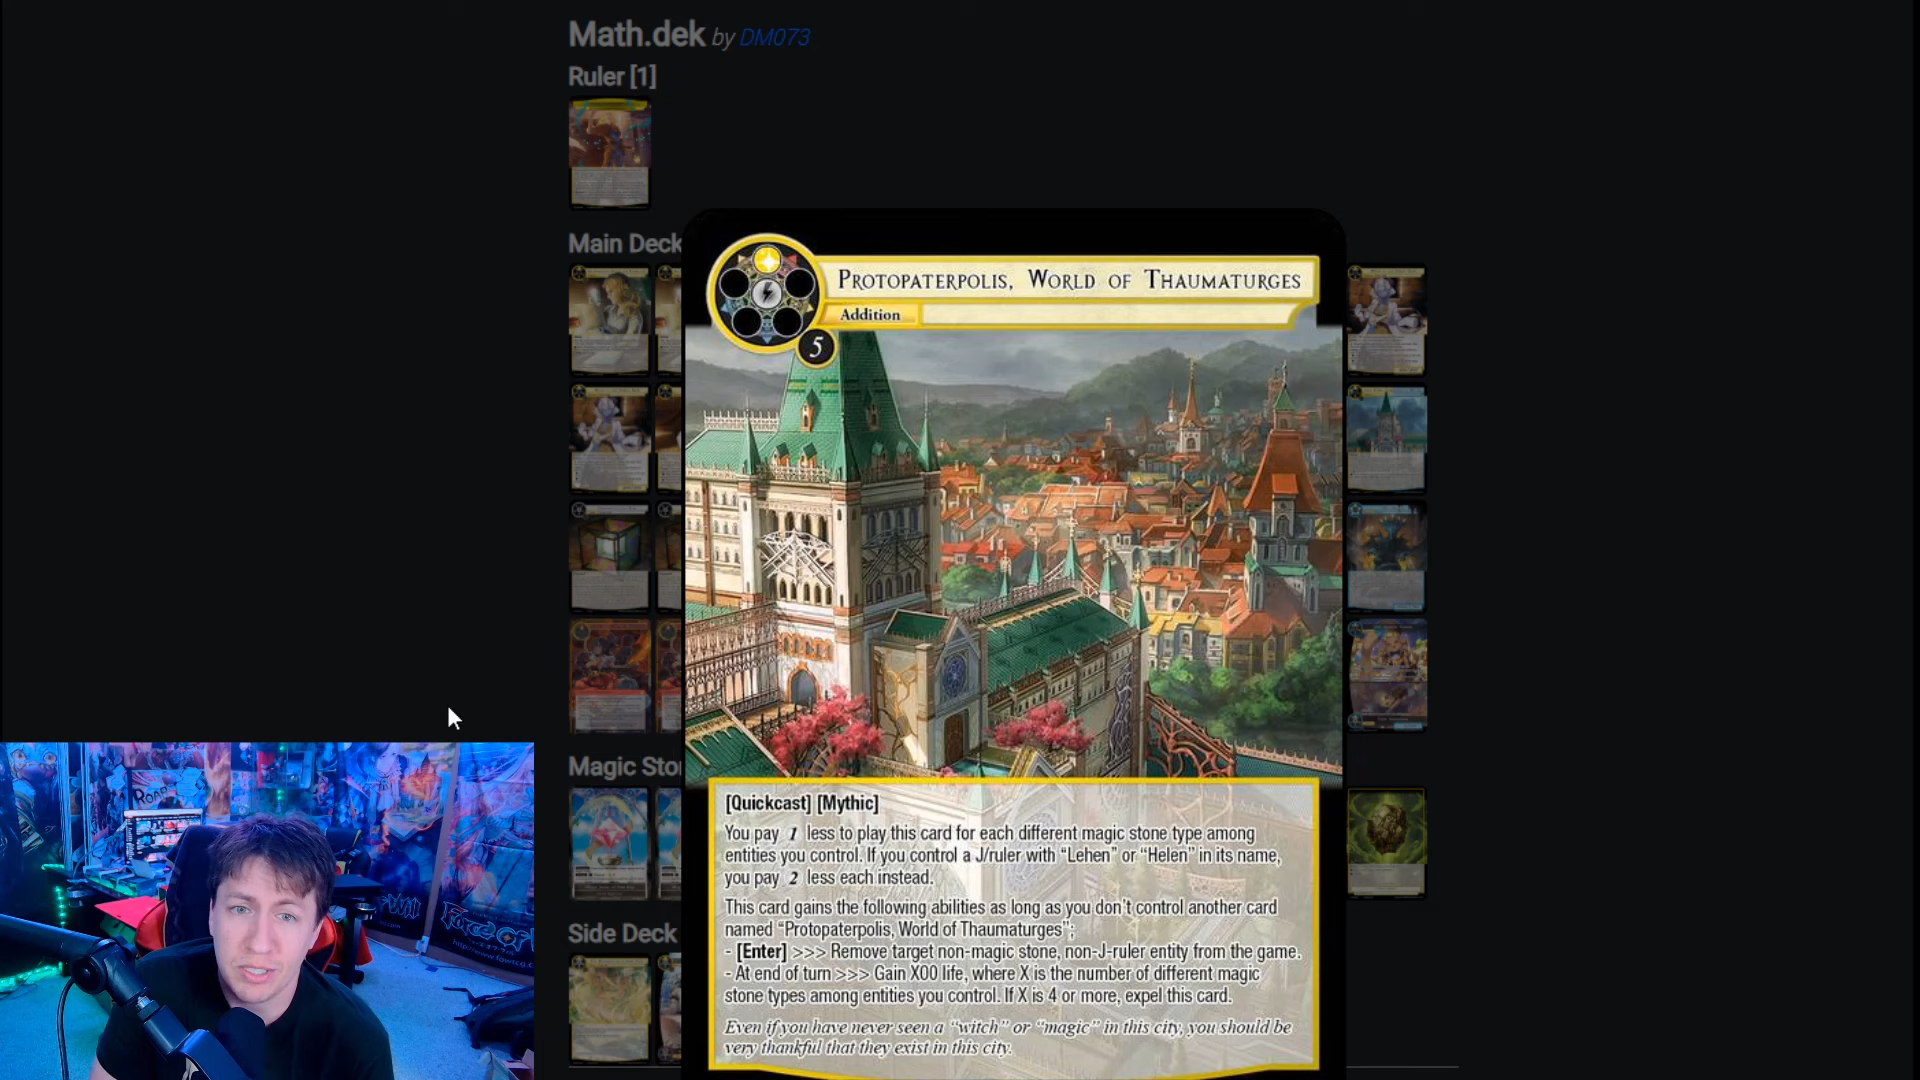 Math.dek by DM073
Ruler [1]
Main Deck
PROTOPATERPOLIS, WORLD OF THAUMATURGES
Addition
5
[Quickcast] [Mythic]
You pay 1 less to play this card for each different magic stone type among
entities you control. If you control a J/ruler with "Lehen" or "Helen" in its name,
you pay 2 less each instead.
This card gains the following abilities as long as you don't control another card
named "Protopaterpolis, World of Thaumaturges";
- [Enter] >>> Remove target non-magic stone, non-J-ruler entity from the game.
- At end of turn >>> Gain X00 life, where X is the number of different magic
stone types among entities you control. If X is 4 or more, expel this card.
Even if you have never seen a "witch" or "magic" in this city, you should be
very thankful that they exist in this city.
Magic Sto
Side Deck